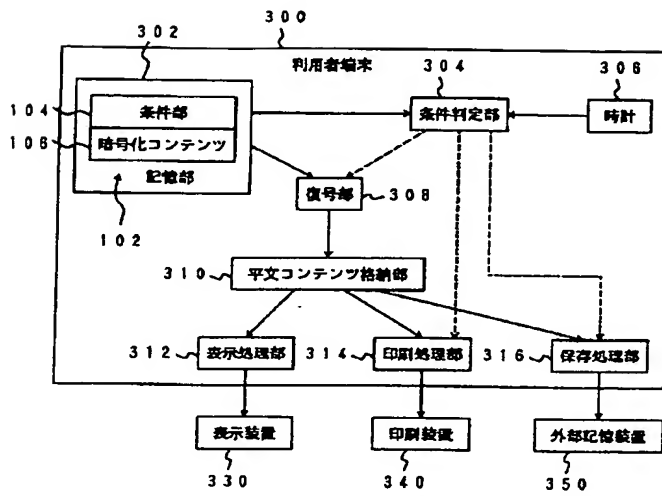 300
302
利用者端末
304
306
104
条件部
条件判定部
時計
106
暗号化コンテンツ
記憶部
復号部
308
102
310
平文コンテンツ格納部
312
表示処理部
314
印刷処理部
316
保存処理部
表示装置
印刷装置
外部記憶装置
330
340
350